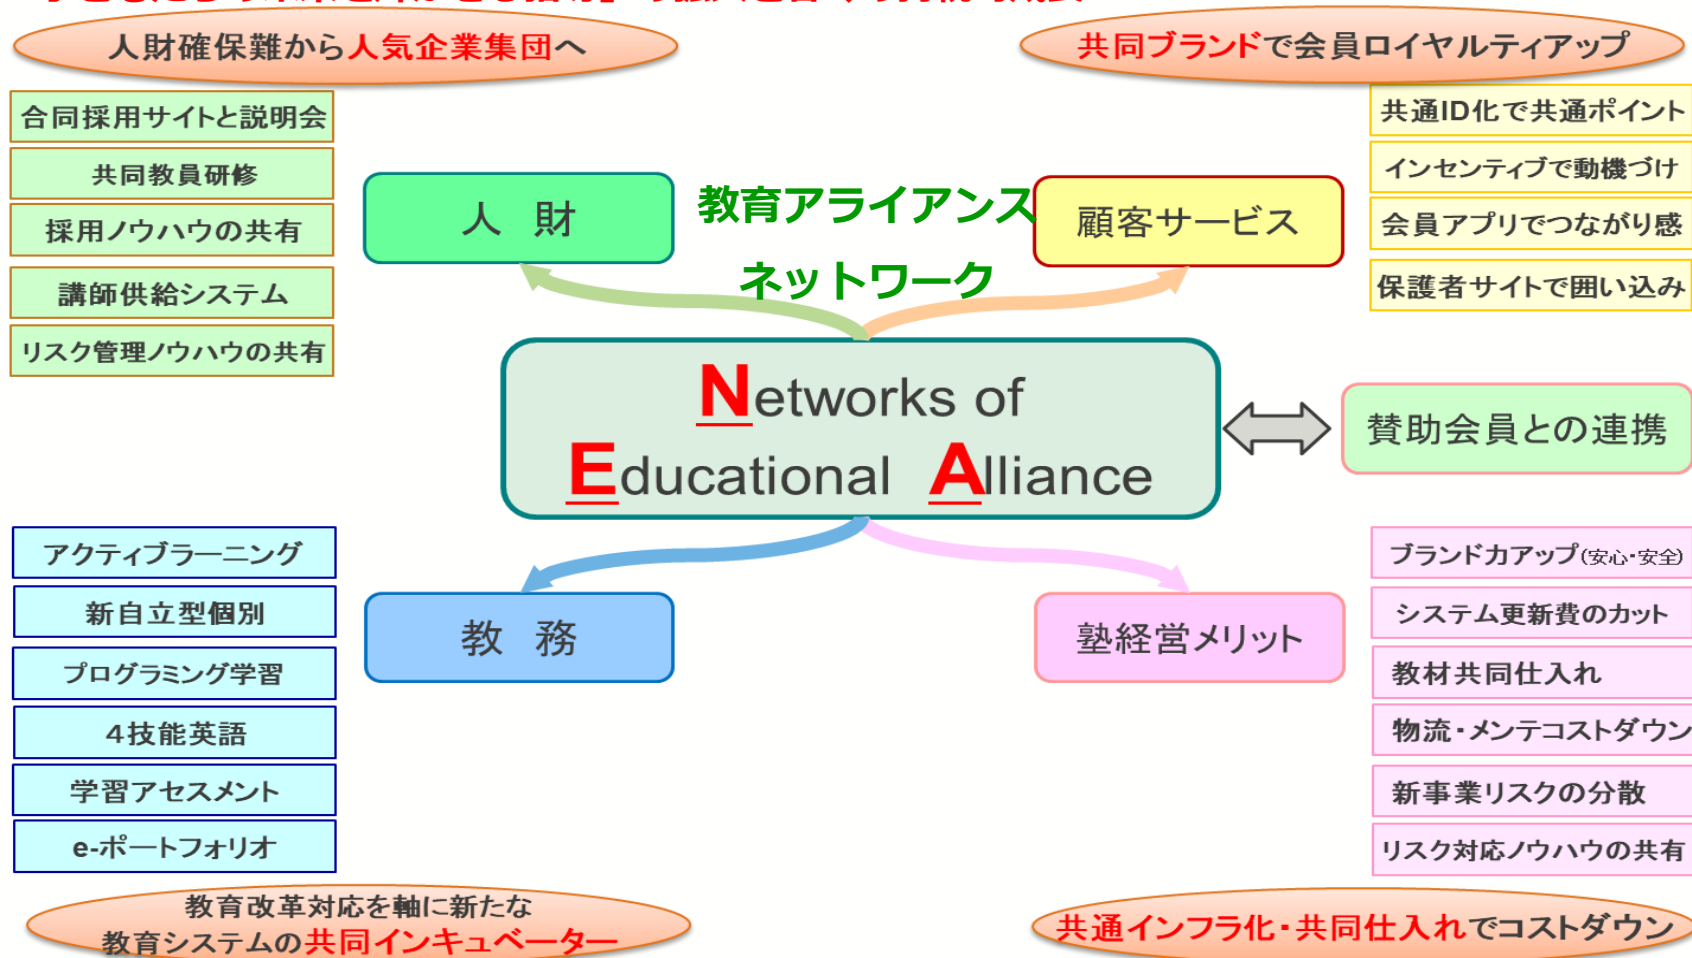 人財確保難から人気企業集団へ
共同ブランドで会員ロイヤルティアップ
合同採用サイトと説明会
共同教員研修
採用ノウハウの共有
講師供給システム
リスク管理ノウハウの共有
人 財
教育アライアンス
ネットワーク
顧客サービス
共通ID化で共通ポイント
インセンティブで動機づけ
会員アプリでつながり感
保護者サイトで囲い込み
Networks of
Educational Alliance
賛助会員との連携
アクティブラーニング
新自立型個別
プログラミング学習
4技能英語
学習アセスメント
e-ポートフォリオ
教 務
塾経営メリット
ブランド力アップ(安心・安全)
システム更新費のカット
教材共同仕入れ
物流・メンテコストダウン
新事業リスクの分散
リスク対応ノウハウの共有
教育改革対応を軸に新たな
教育システムの共同インキュベーター
共通インフラ化・共同仕入れでコストダウン